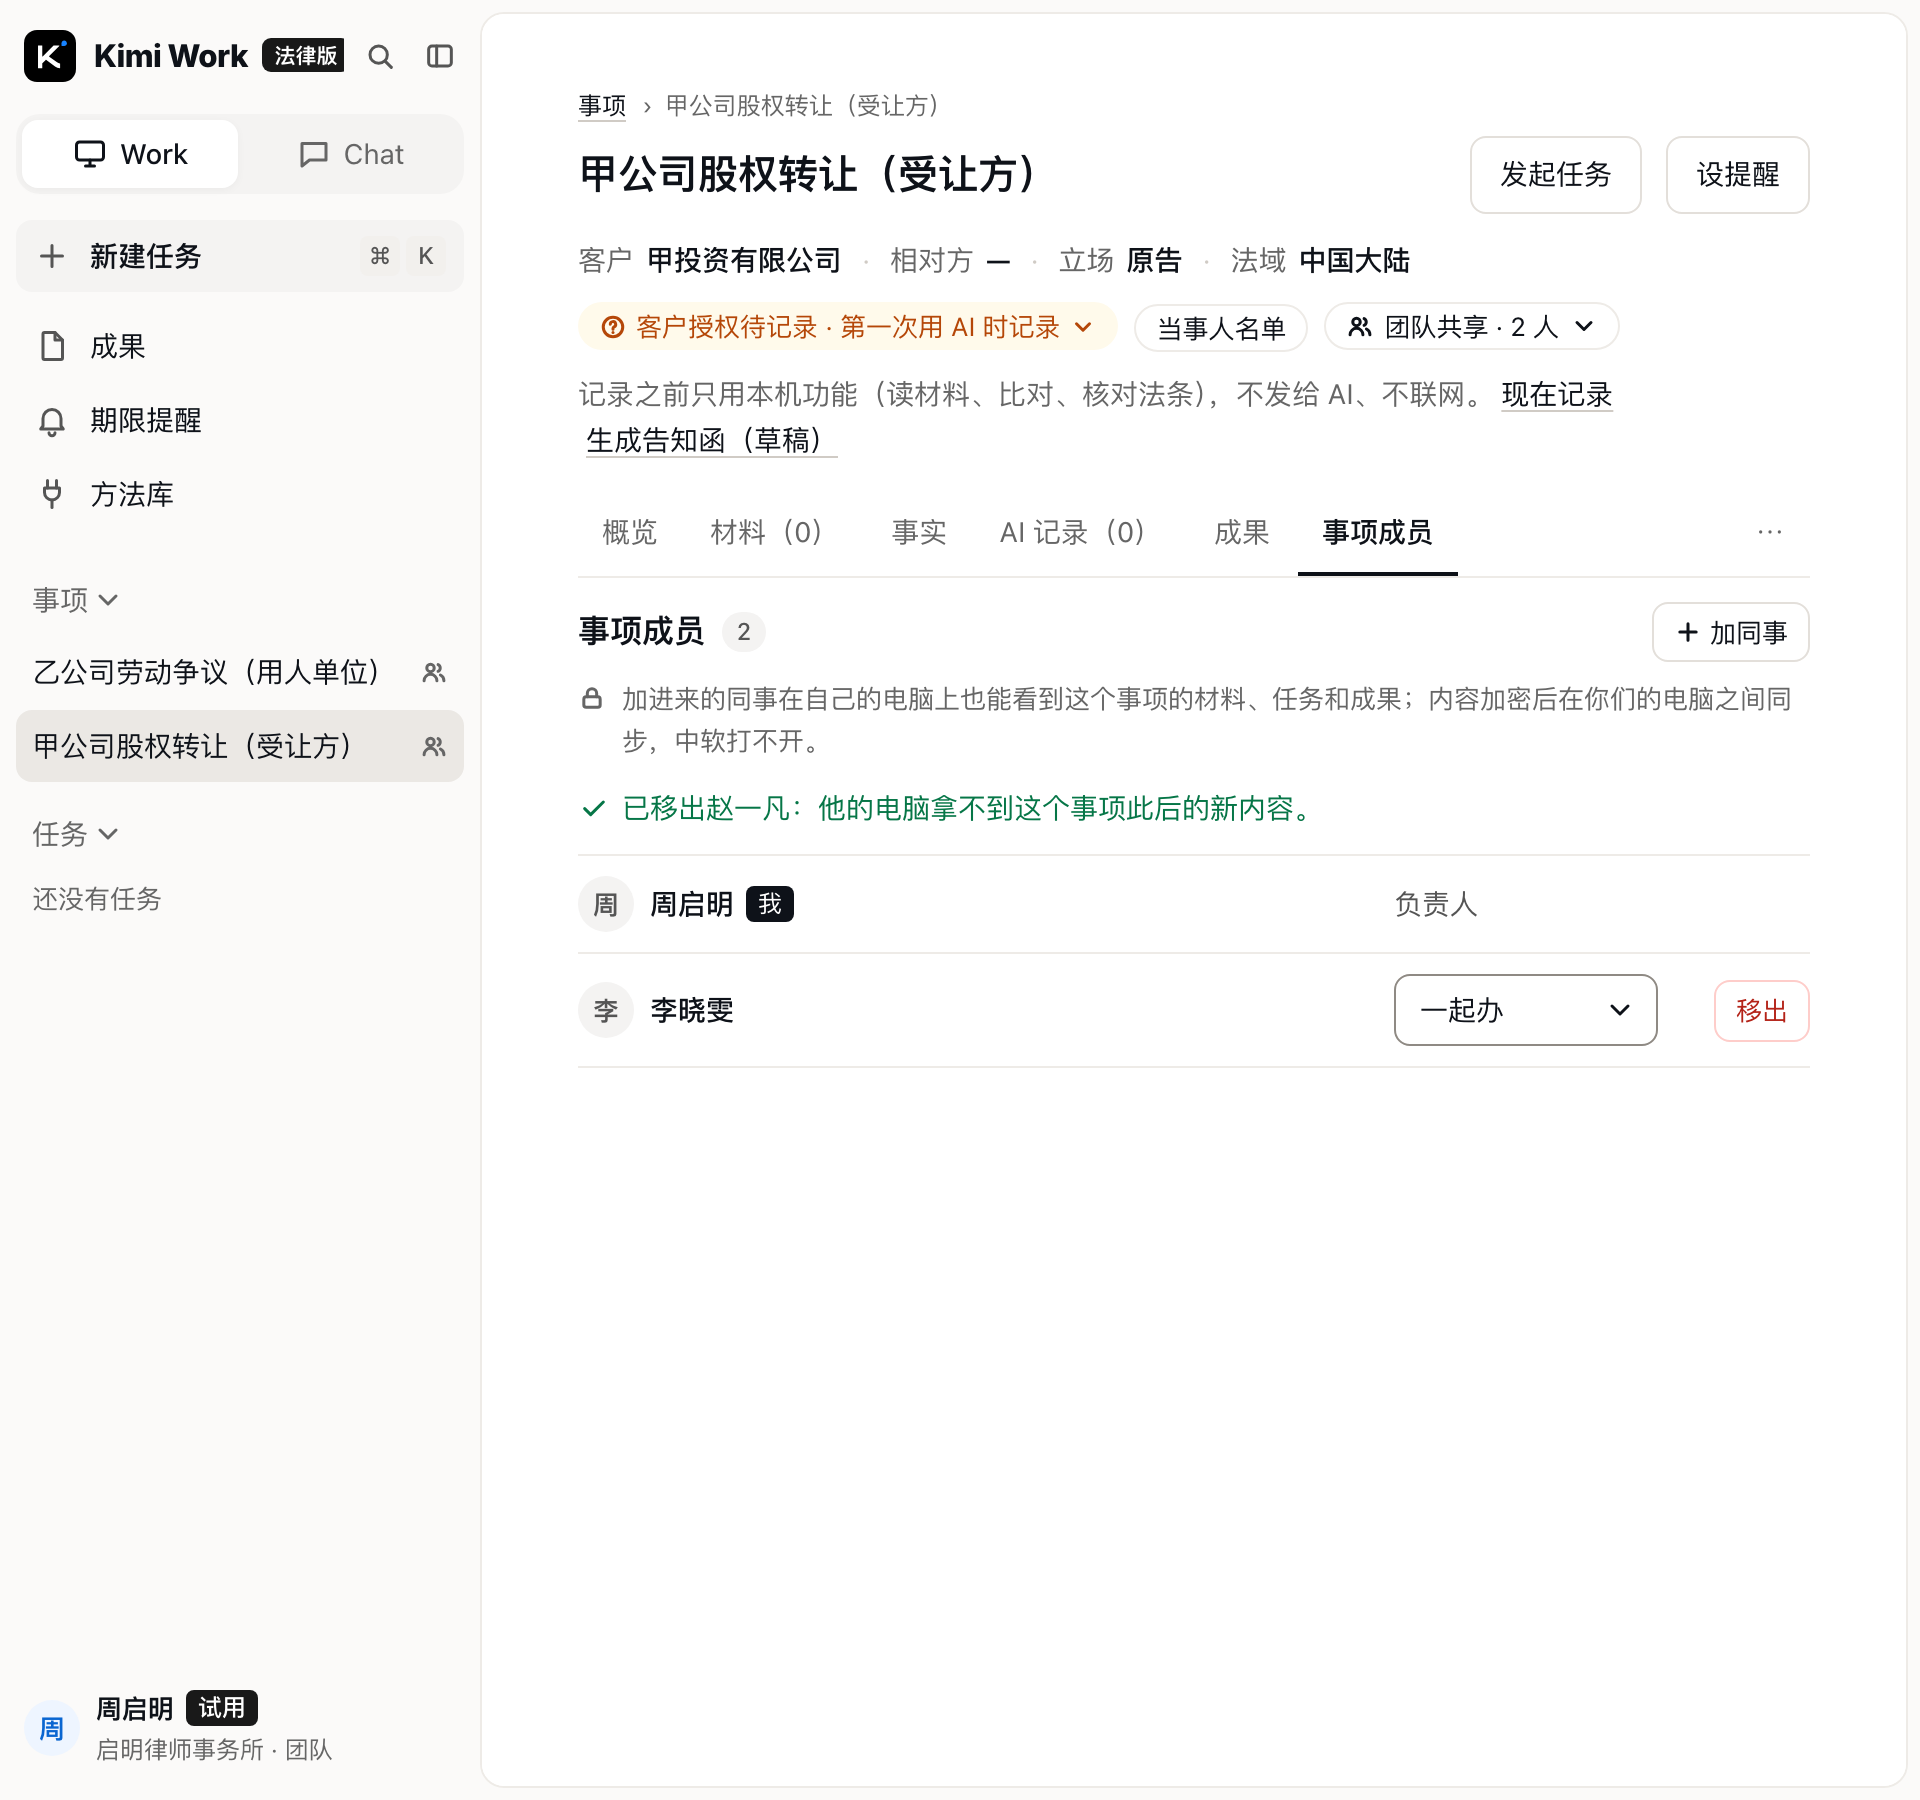 Kimi Work 法律版
Work
Chat
新建任务 ⌘ K
成果
期限提醒
方法库
事项
乙公司劳动争议（用人单位）
甲公司股权转让（受让方）
任务
还没有任务
周 周启明 试用
启明律师事务所 · 团队
事项 › 甲公司股权转让（受让方）
甲公司股权转让（受让方）
发起任务
设提醒
客户 甲投资有限公司 · 相对方 — · 立场 原告 · 法域 中国大陆
客户授权待记录 · 第一次用 AI 时记录
当事人名单
团队共享 · 2 人
记录之前只用本机功能（读材料、比对、核对法条），不发给 AI、不联网。 现在记录
生成告知函（草稿）
概览 材料（0） 事实 AI 记录（0） 成果 事项成员 ···
事项成员 2
加同事
加进来的同事在自己的电脑上也能看到这个事项的材料、任务和成果；内容加密后在你们的电脑之间同
步，中软打不开。
已移出赵一凡：他的电脑拿不到这个事项此后的新内容。
周 周启明 我 负责人
李 李晓雯 一起办 移出